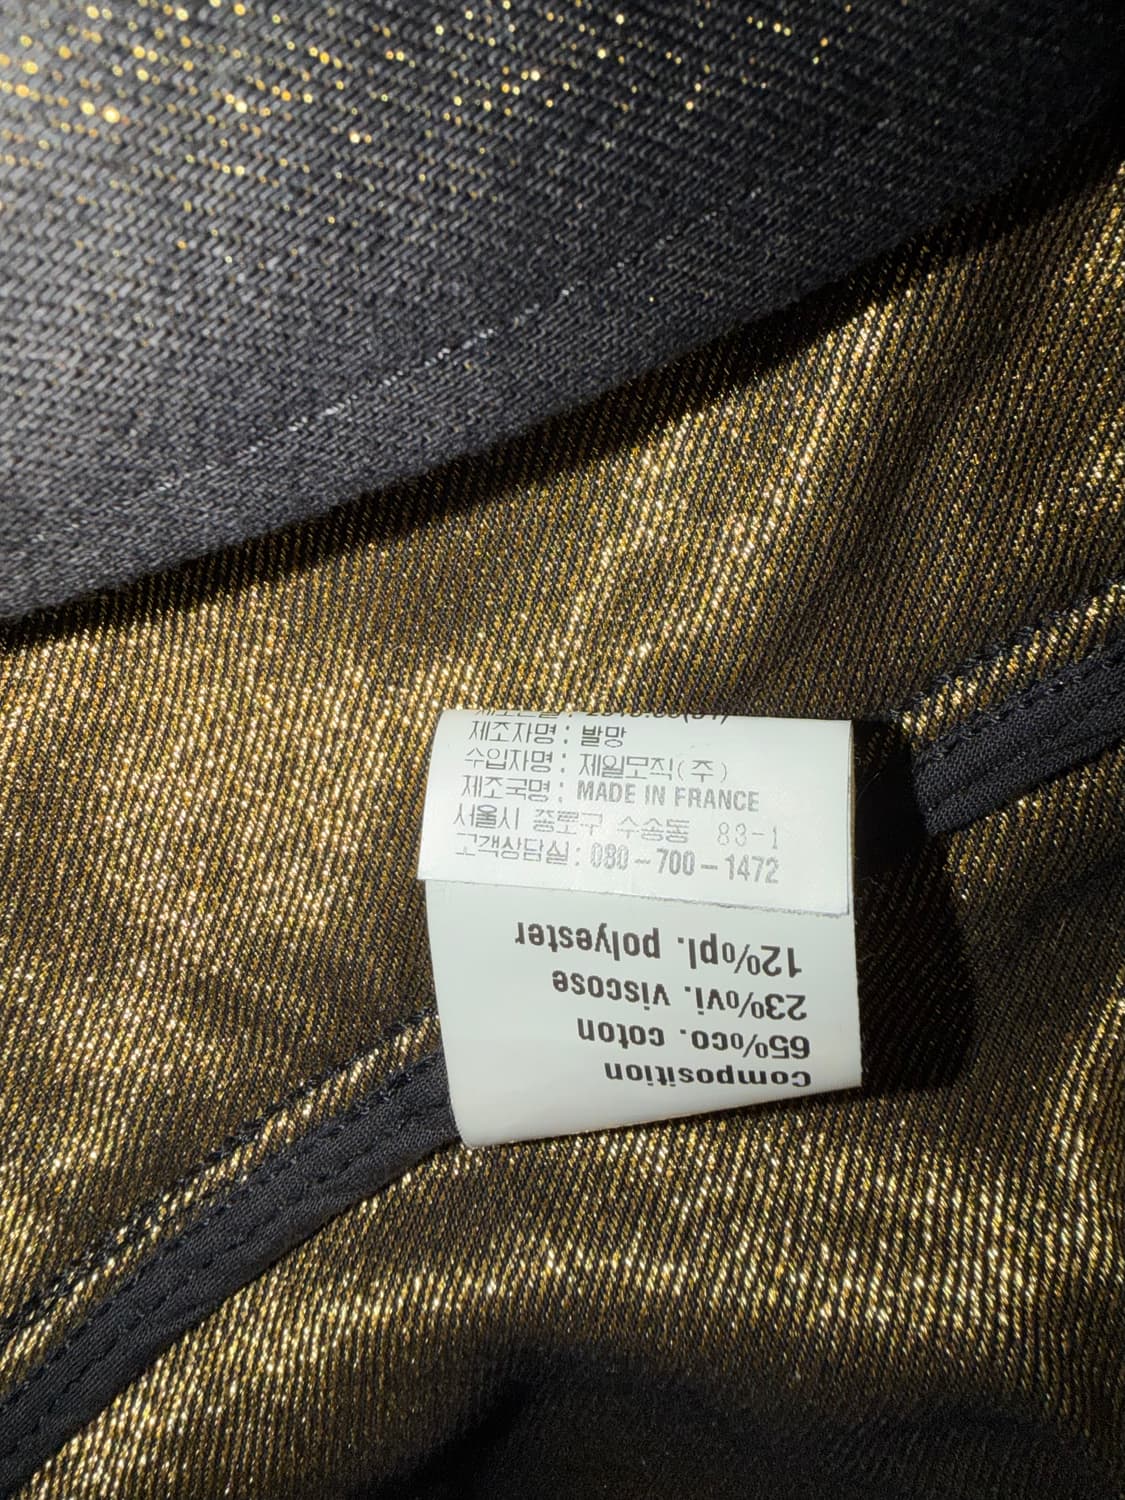 제조자명 : 발망
수입자명 : 제일모직(주)
제조국명 : MADE IN FRANCE
서울시 종로구 수송동 83-1
고객상담실 : 080-700-1472
Composition
65%co. coton
23%vi. viscose
12%pl. polyester